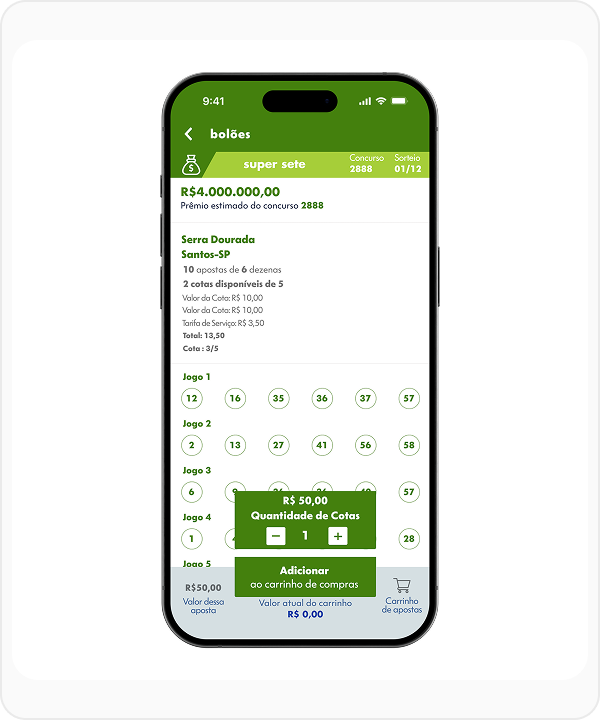 9:41
bolões
super sete
Concurso
2888
Sorteio
01/12
R$4.000.000,00
Prêmio estimado do concurso 2888
Serra Dourada
Santos-SP
10 apostas de 6 dezenas
2 cotas disponíveis de 5
Valor da Cota: R$ 10,00
Valor da Cota: R$ 10,00
Tarifa de Serviço: R$ 3,50
Total: 13,50
Cota : 3/5
Jogo 1
12 16 35 36 37 57
Jogo 2
2 13 27 41 56 58
Jogo 3
6 57
Jogo 4
1 28
Jogo 5
R$ 50,00
Quantidade de Cotas
− 1 +
Adicionar
ao carrinho de compras
R$50,00
Valor dessa
aposta
Valor atual do carrinho
R$ 0,00
Carrinho
de apostas